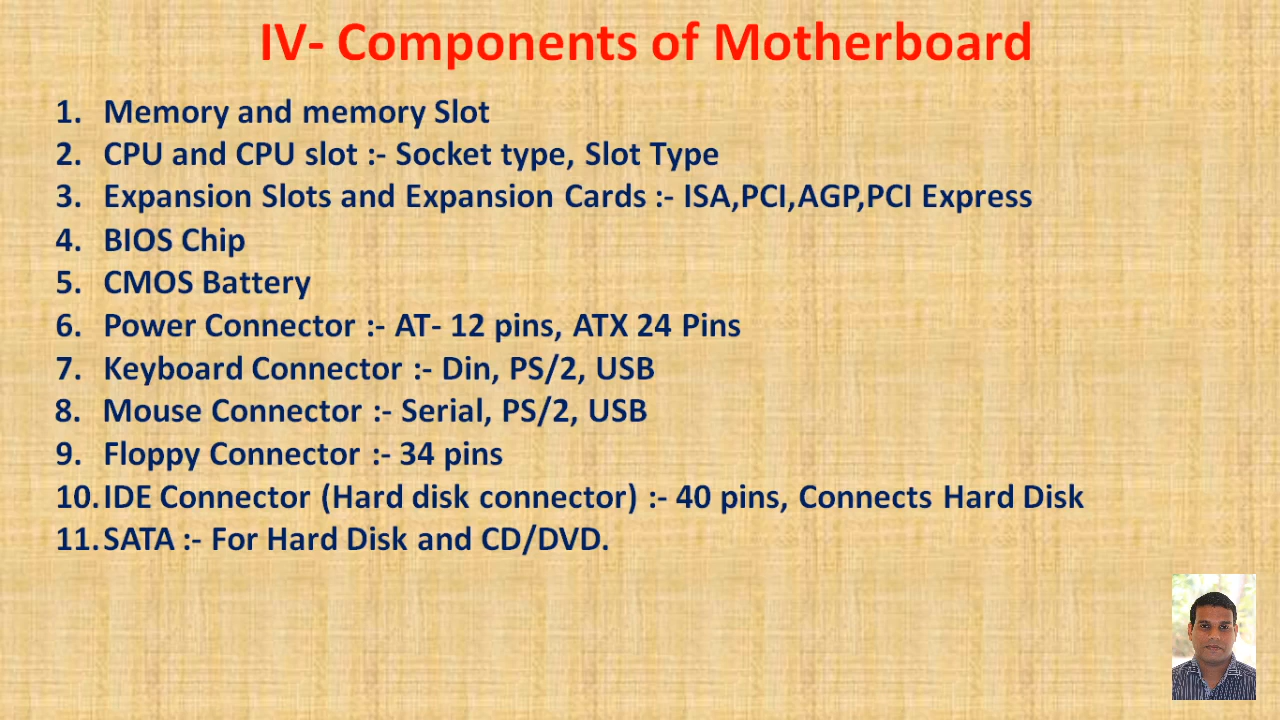 IV- Components of Motherboard
1. Memory and memory Slot
2. CPU and CPU slot :- Socket type, Slot Type
3. Expansion Slots and Expansion Cards :- ISA,PCI,AGP,PCI Express
4. BIOS Chip
5. CMOS Battery
6. Power Connector :- AT- 12 pins, ATX 24 Pins
7. Keyboard Connector :- Din, PS/2, USB
8. Mouse Connector :- Serial, PS/2, USB
9. Floppy Connector :- 34 pins
10. IDE Connector (Hard disk connector) :- 40 pins, Connects Hard Disk
11. SATA :- For Hard Disk and CD/DVD.